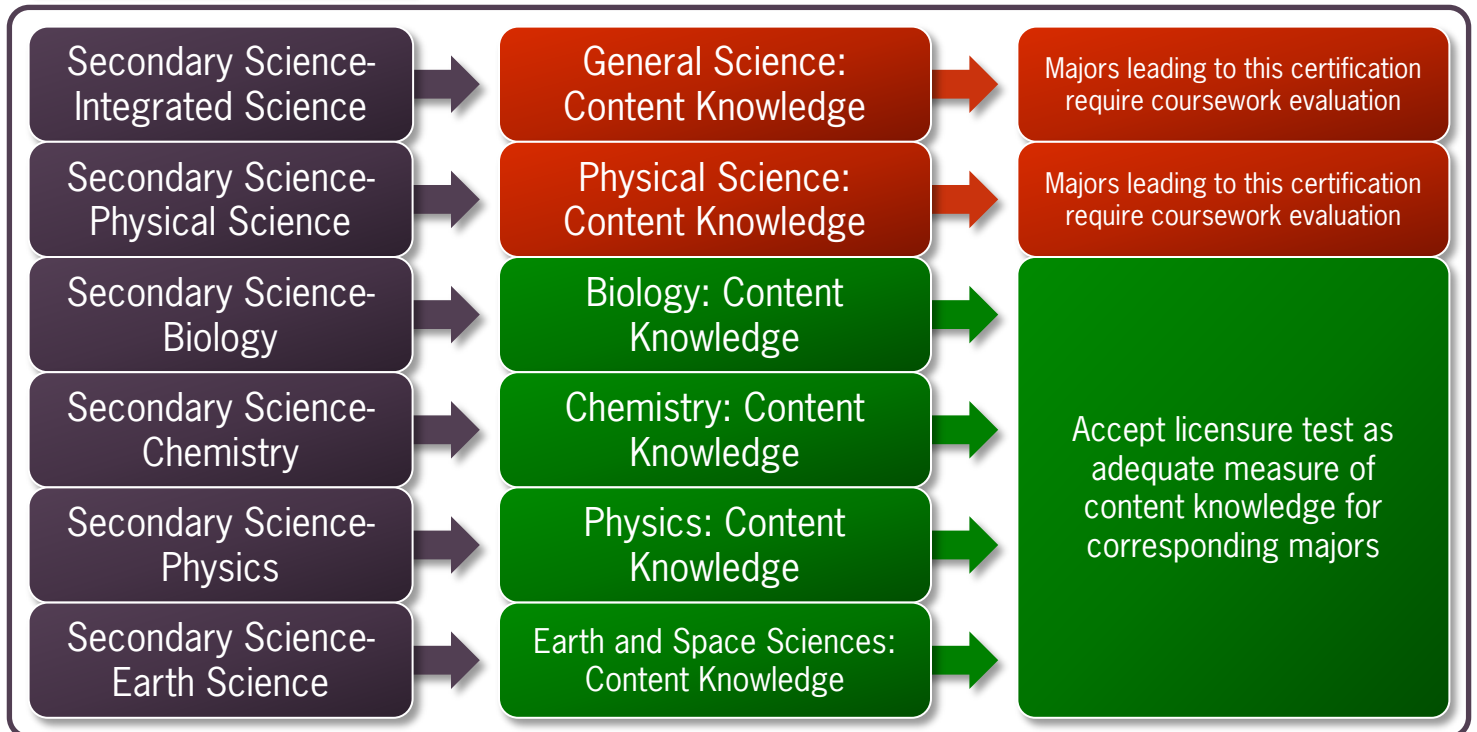 Secondary Science-
Integrated Science
General Science:
Content Knowledge
Majors leading to this certification
require coursework evaluation
Secondary Science-
Physical Science
Physical Science:
Content Knowledge
Majors leading to this certification
require coursework evaluation
Secondary Science-
Biology
Biology: Content
Knowledge
Secondary Science-
Chemistry
Chemistry: Content
Knowledge
Secondary Science-
Physics
Physics: Content
Knowledge
Secondary Science-
Earth Science
Earth and Space Sciences:
Content Knowledge
Accept licensure test as
adequate measure of
content knowledge for
corresponding majors